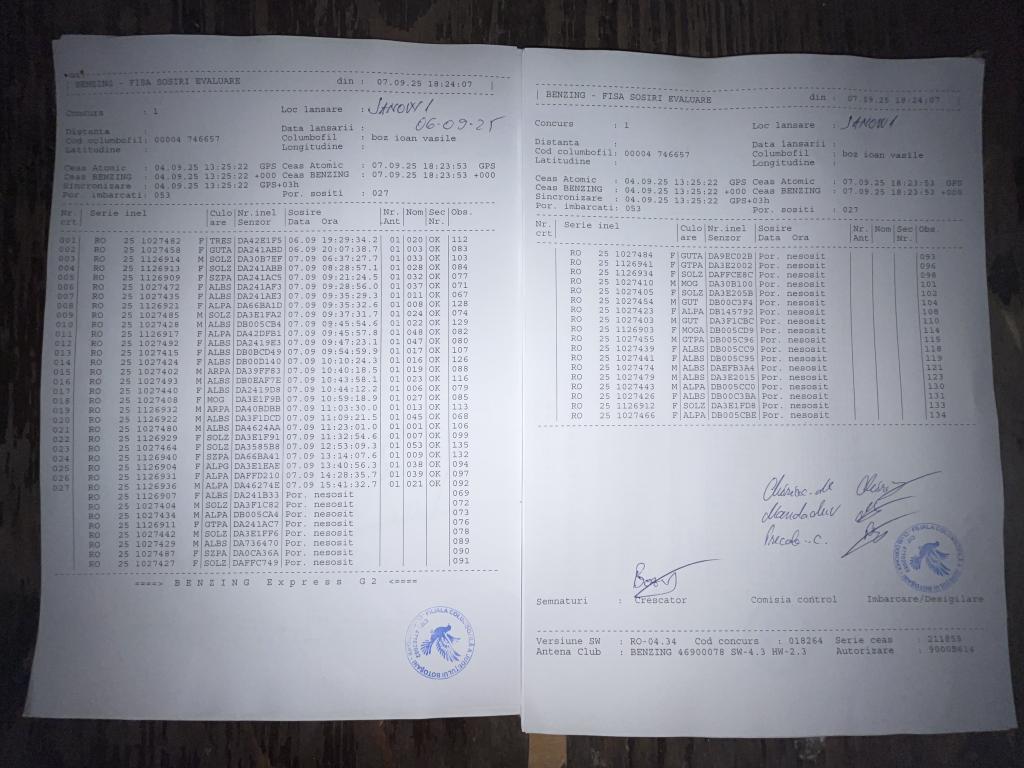 BENZING - FISA SOSIRI EVALUARE din : 07.09.25 18:24:07
Concurs : 1 Loc lansare : JANOW 1
Distanta : Data lansarii : 06-09-25
Cod columbofil : 00004 746657 Columbofil : boz ioan vasile
Latitudine : Longitudine :
Ceas Atomic : 04.09.25 13:25:22 GPS Ceas Atomic : 07.09.25 18:23:53 GPS
Ceas BENZING : 04.09.25 13:25:22 +000 Ceas BENZING : 07.09.25 18:23:53 +000
Sincronizare : 04.09.25 13:25:22 GPS+03h
Por. imbarcati: 053 Por. sositi : 027
Nr. Serie inel Culo Nr.inel Sosire Nr. Nom Sec Obs.
crt are Senzor Data Ora Ant Nr.
001 RO 25 1027482 F TRES DA42E1F5 06.09 19:29:34.2 01 020 OK 112
002 RO 25 1027458 F GUTA DA241ABD 06.09 20:07:38.7 01 003 OK 083
003 RO 25 1126914 M SOLZ DA30B7EF 07.09 06:37:27.7 01 033 OK 103
004 RO 25 1126913 F SOLZ DA241ABB 07.09 08:28:57.1 01 028 OK 084
005 RO 25 1126909 F SZPA DA241AC5 07.09 09:21:24.5 01 032 OK 077
006 RO 25 1027472 F ALBS DA241AF3 07.09 09:28:56.0 01 037 OK 071
007 RO 25 1027435 F ALBS DA241AE3 07.09 09:35:29.3 01 011 OK 067
008 RO 25 1126921 F ALPA DA66BA1D 07.09 09:35:32.6 01 008 OK 128
009 RO 25 1027485 M SOLZ DA3E1FA2 07.09 09:37:31.7 01 024 OK 074
010 RO 25 1027428 M ALBS DB005CB4 07.09 09:45:54.6 01 022 OK 129
011 RO 25 1126917 F ALPA DA42DFB1 07.09 09:45:57.8 01 048 OK 082
012 RO 25 1027492 F ALBS DA2419E3 07.09 09:47:23.1 01 047 OK 080
013 RO 25 1027415 F ALBS DB0BCD49 07.09 09:54:59.9 01 017 OK 107
014 RO 25 1027424 F ALBS DB00D140 07.09 10:10:24.3 01 016 OK 126
015 RO 25 1027402 M ARPA DA39FF83 07.09 10:40:18.5 01 019 OK 088
016 RO 25 1027493 M ALBS DB0EAF7E 07.09 10:43:58.1 01 023 OK 116
017 RO 25 1027440 F ALBS DA2419D8 07.09 10:44:12.2 01 006 OK 079
018 RO 25 1027408 F MOG DA3E1F9B 07.09 10:59:18.9 01 027 OK 085
019 RO 25 1126932 M ARPA DA40BDBB 07.09 11:03:30.0 01 013 OK 113
020 RO 25 1126922 M ALBS DA3F1DCD 07.09 11:09:21.5 01 045 OK 068
021 RO 25 1027480 M ALBS DA4624AA 07.09 11:23:01.0 01 001 OK 106
022 RO 25 1126929 F SOLZ DA3E1F91 07.09 11:32:54.6 01 007 OK 099
023 RO 25 1027464 F SOLZ DA3585B8 07.09 12:53:09.3 01 053 OK 135
024 RO 25 1126940 F SZPA DA66BA41 07.09 13:14:07.6 01 009 OK 132
025 RO 25 1126904 F ALPG DA3E1EAE 07.09 13:40:56.3 01 038 OK 094
026 RO 25 1126931 M ALPA DAFFD210 07.09 14:28:35.7 01 039 OK 097
027 RO 25 1126936 M ALPA DA46274E 07.09 15:41:32.7 01 021 OK 092
RO 25 1126907 F ALBS DA241B33 Por. nesosit 069
RO 25 1027404 M SOLZ DA3F1C82 Por. nesosit 072
RO 25 1027434 M ALPA DB005CA4 Por. nesosit 073
RO 25 1126911 F GTPA DA241AC7 Por. nesosit 076
RO 25 1027442 M SOLZ DA3E1FF6 Por. nesosit 078
RO 25 1027429 M ALBS DA736470 Por. nesosit 089
RO 25 1027487 F SZPA DA0CA36A Por. nesosit 090
RO 25 1027427 F SOLZ DAFFC749 Por. nesosit 091
====> BENZING Express G2 <====
BENZING - FISA SOSIRI EVALUARE din : 07.09.25 18:24:07
Concurs : 1 Loc lansare : JANOW 1
Distanta : Data lansarii :
Cod columbofil: 00004 746657 Columbofil : boz ioan vasile
Latitudine : Longitudine :
Ceas Atomic : 04.09.25 13:25:22 GPS Ceas Atomic : 07.09.25 18:23:53 GPS
Ceas BENZING : 04.09.25 13:25:22 +000 Ceas BENZING : 07.09.25 18:23:53 +000
Sincronizare : 04.09.25 13:25:22 GPS+03h
Por. imbarcati: 053 Por. sositi : 027
Nr. Serie inel Culo Nr.inel Sosire Nr. Nom Sec Obs.
crt are Senzor Data Ora Ant Nr.
RO 25 1027484 F GUTA DA9EC02B Por. nesosit 093
RO 25 1126941 F GTPA DA3E2002 Por. nesosit 096
RO 25 1126934 F SOLZ DAFFCE8C Por. nesosit 098
RO 25 1027410 M MOG DA30B100 Por. nesosit 101
RO 25 1027405 F SOLZ DA3E205B Por. nesosit 102
RO 25 1027454 M GUT DB00C3F4 Por. nesosit 104
RO 25 1027423 F ALPA DB145792 Por. nesosit 108
RO 25 1027403 M GUT DA3F1CBC Por. nesosit 110
RO 25 1126903 F MOGA DB005CD9 Por. nesosit 114
RO 25 1027455 M GTPA DB005C96 Por. nesosit 115
RO 25 1027439 F ALBS DB005CC9 Por. nesosit 118
RO 25 1027441 F ALBS DB005C95 Por. nesosit 119
RO 25 1027474 M ALBS DAEFB3A4 Por. nesosit 121
RO 25 1027479 M ALBS DA3E2015 Por. nesosit 123
RO 25 1027443 M ALPA DB005CC0 Por. nesosit 130
RO 25 1027426 F ALBS DB00C3BA Por. nesosit 131
RO 25 1126912 F SOLZ DA3E1FD8 Por. nesosit 133
RO 25 1027466 F ALPA DB005CBE Por. nesosit 134
Semnaturi : Crescator Comisia control Imbarcare/Desigilare
Versiune SW : RO-04.34 Cod concurs : 018264 Serie ceas : 211853
Antena Club : BENZING 46900078 SW-4.3 HW-2.3 Autorizare : 9000B614